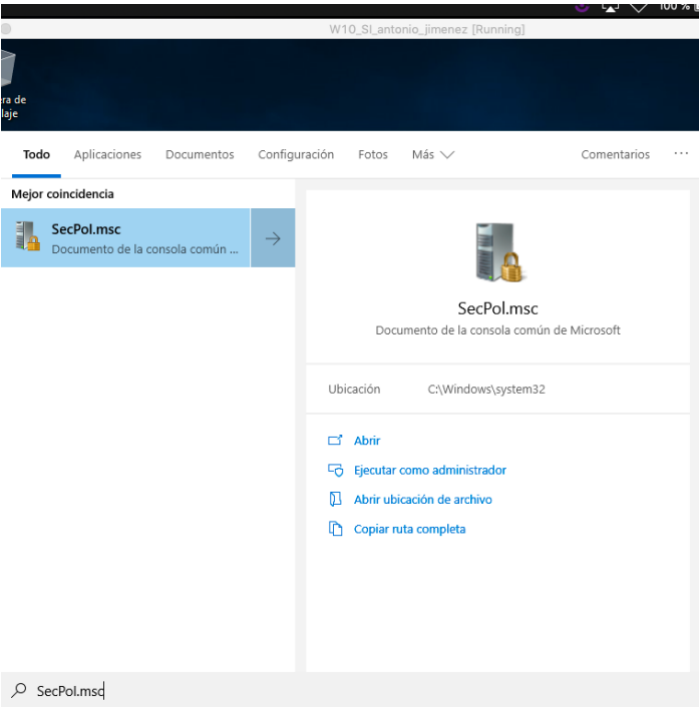 100 %
W10_SI_antonio_jimenez [Running]
ra de
laje
Todo Aplicaciones Documentos Configuración Fotos Más Comentarios ...
Mejor coincidencia
SecPol.msc
Documento de la consola común ...
SecPol.msc
Documento de la consola común de Microsoft
Ubicación C:\Windows\system32
Abrir
Ejecutar como administrador
Abrir ubicación de archivo
Copiar ruta completa
SecPol.msc